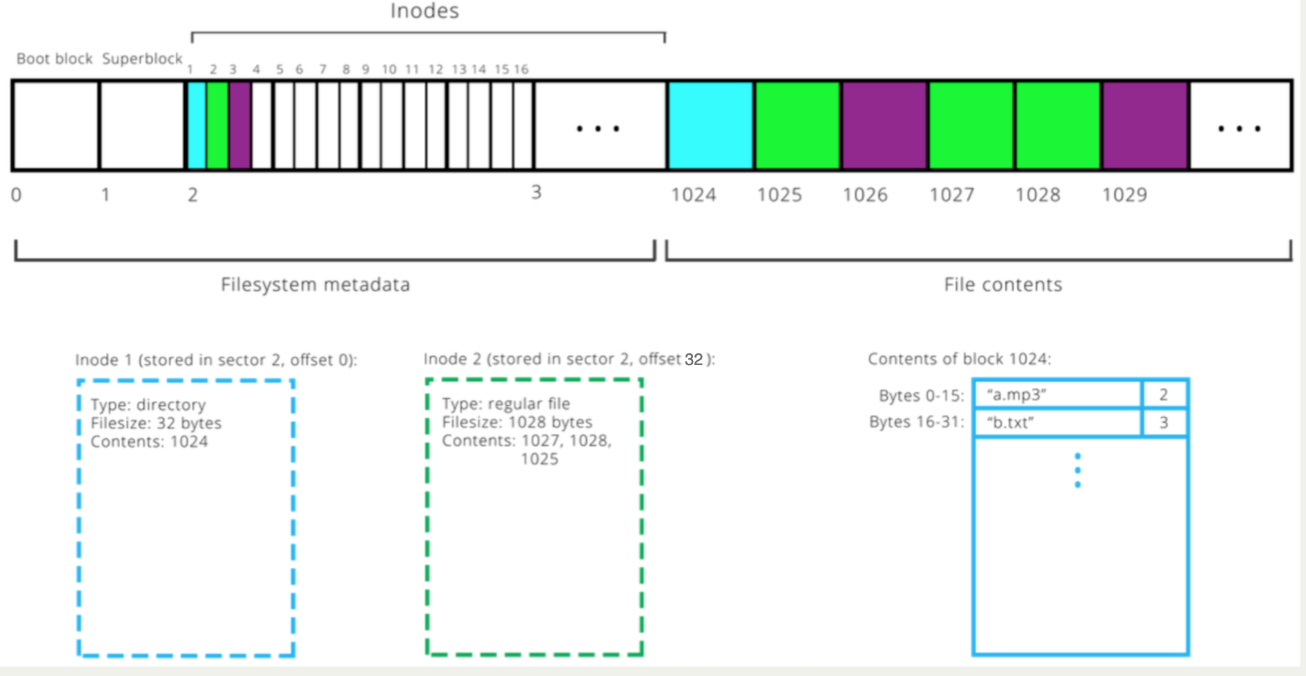 Inodes
Boot block Superblock
1 2 3 4 5 6 7 8 9 10 11 12 13 14 15 16
...
...
0 1 2 3 1024 1025 1026 1027 1028 1029
Filesystem metadata
File contents
Inode 1 (stored in sector 2, offset 0):
Type: directory
Filesize: 32 bytes
Contents: 1024
Inode 2 (stored in sector 2, offset 32 ):
Type: regular file
Filesize: 1028 bytes
Contents: 1027, 1028,
1025
Contents of block 1024:
Bytes 0-15: “a.mp3” 2
Bytes 16-31: “b.txt” 3